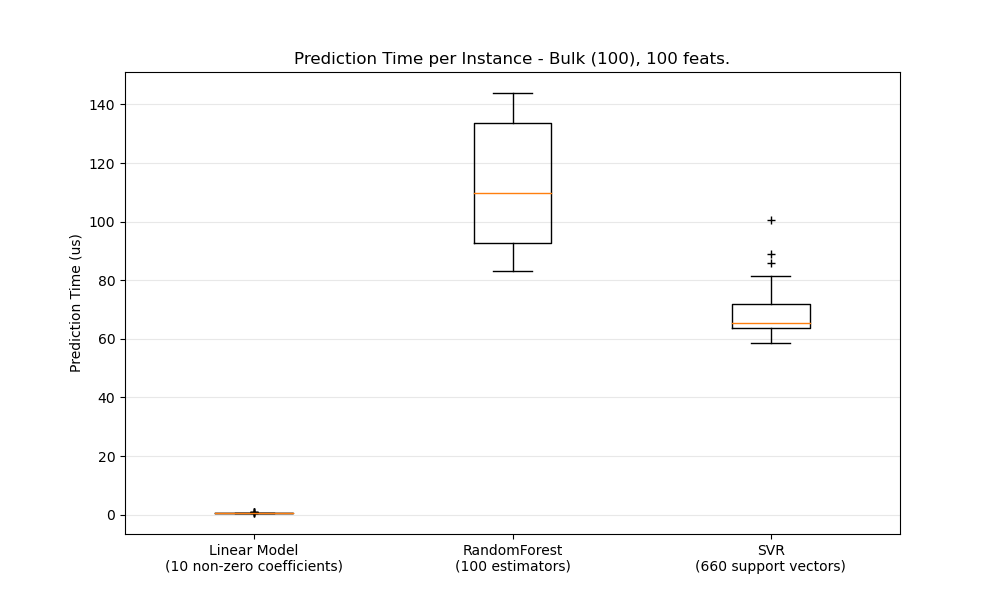 Prediction Time per Instance - Bulk (100), 100 feats.
Prediction Time (us)
140
120
100
80
60
40
20
0
Linear Model
(10 non-zero coefficients)
RandomForest
(100 estimators)
SVR
(660 support vectors)